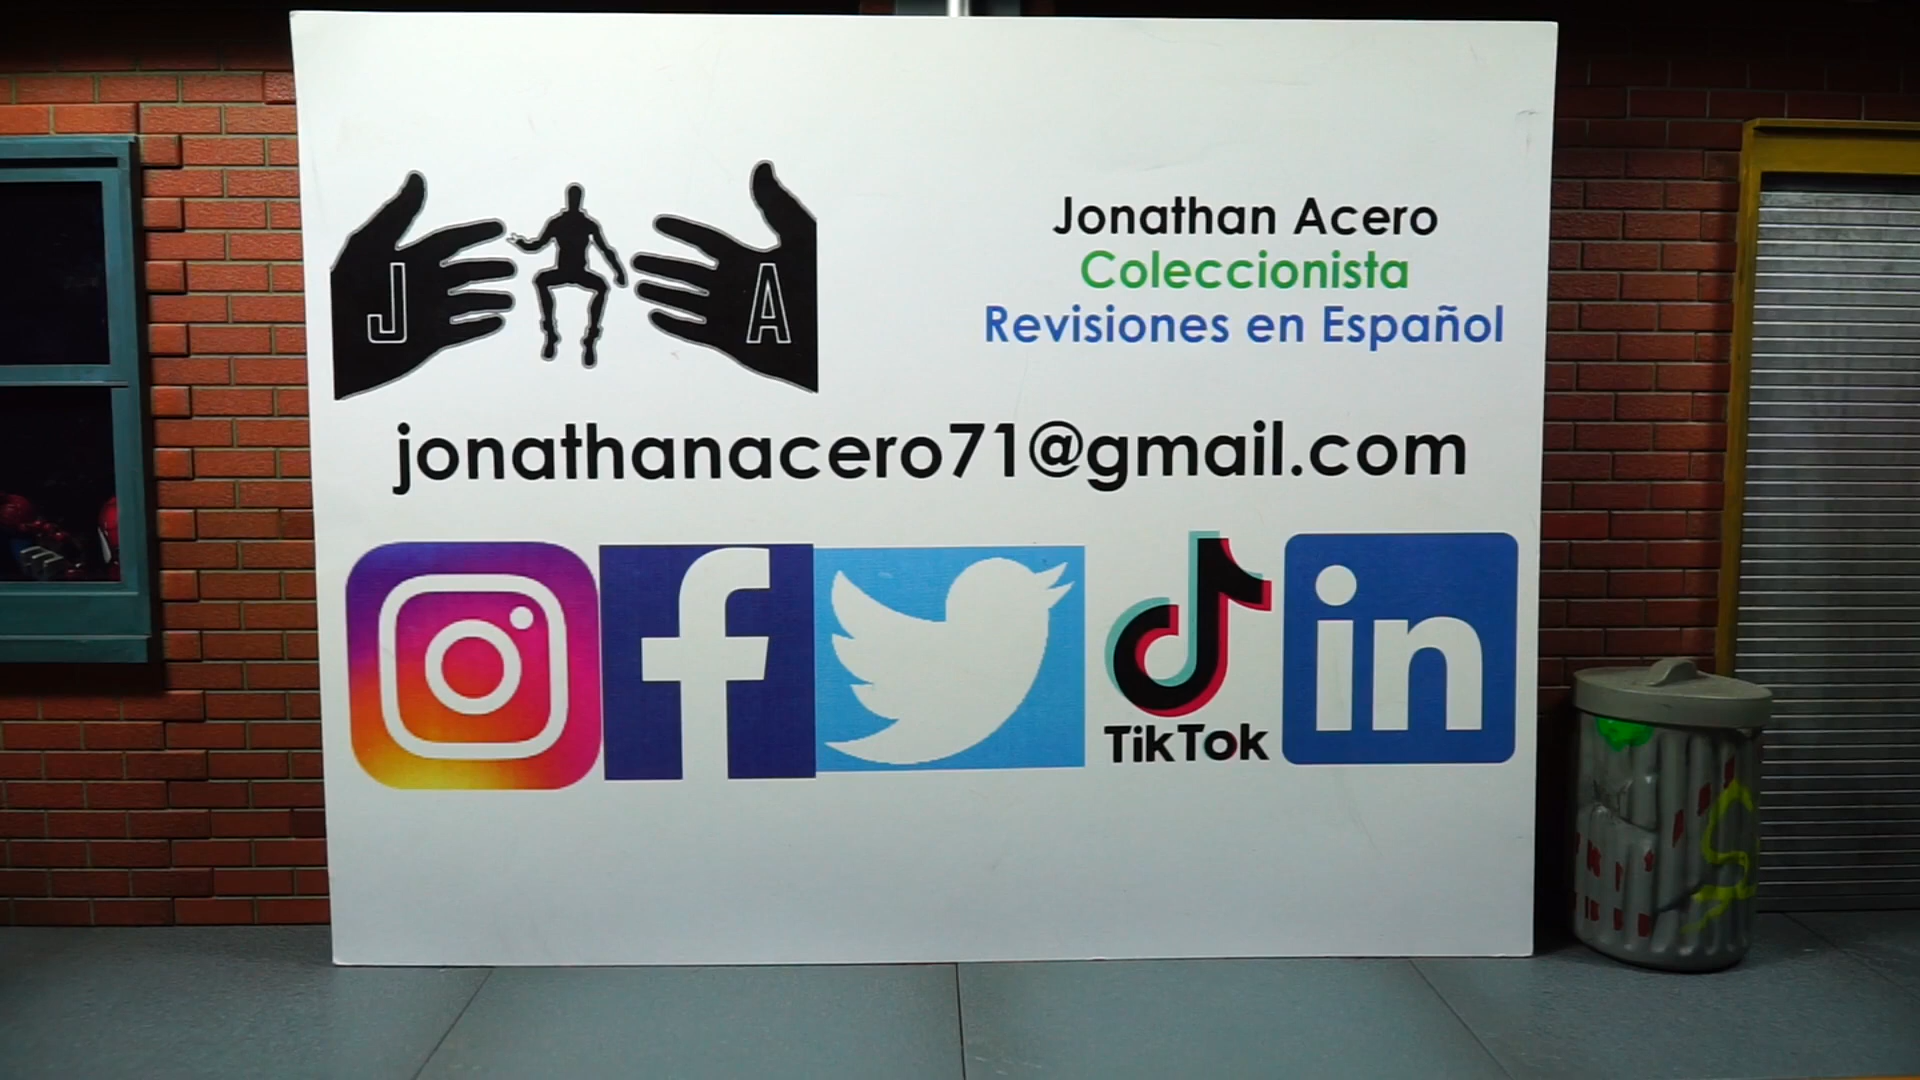 J A
Jonathan Acero
Coleccionista
Revisiones en Español
jonathanacero71@gmail.com
f
TikTok
in